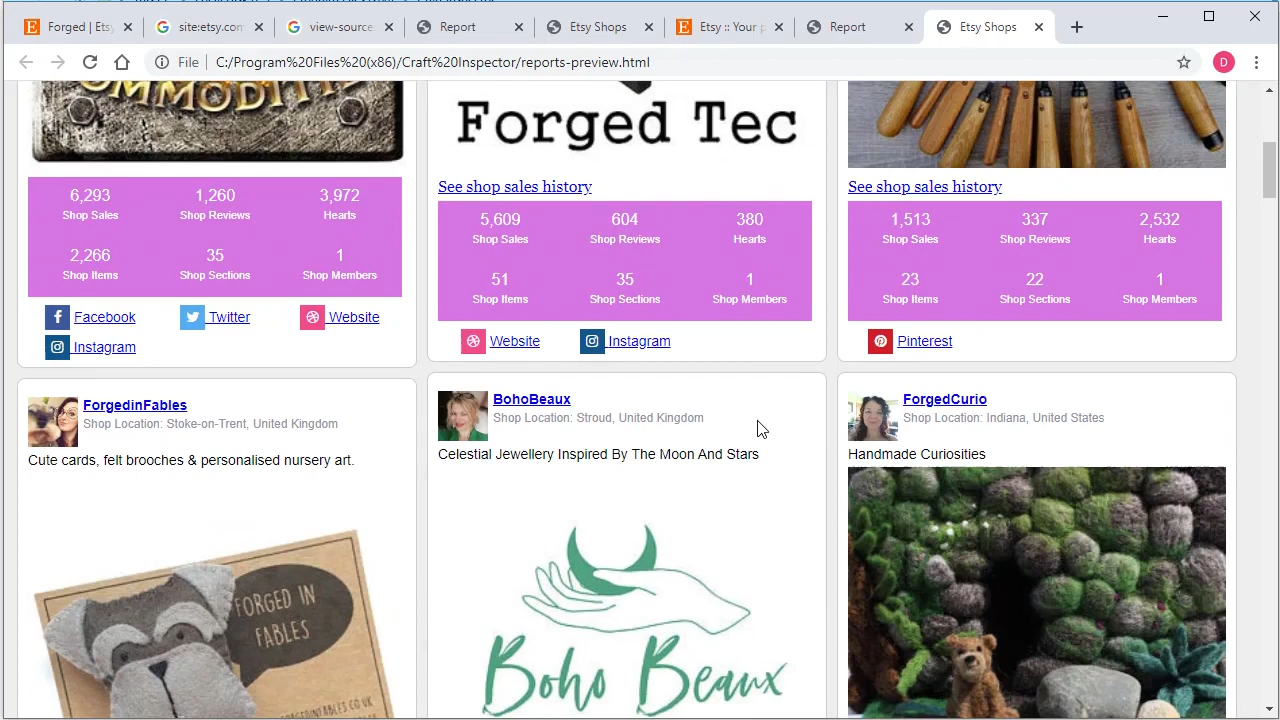 Forged | Ets
site:etsy.com
view-source
Report
Etsy Shops
Etsy :: Your p
Report
Etsy Shops
File
C:/Program%20Files%20(x86)/Craft%20Inspector/reports-preview.html
D
OMMODITI
6,293
1,260
3,972
Shop Sales
Shop Reviews
Hearts
2,266
35
1
Shop Items
Shop Sections
Shop Members
Facebook
Twitter
Website
Instagram
Forged Tec
See shop sales history
5,609
604
380
Shop Sales
Shop Reviews
Hearts
51
35
1
Shop Items
Shop Sections
Shop Members
Website
Instagram
See shop sales history
1,513
337
2,532
Shop Sales
Shop Reviews
Hearts
23
22
1
Shop Items
Shop Sections
Shop Members
Pinterest
ForgedinFables
Shop Location: Stoke-on-Trent, United Kingdom
Cute cards, felt brooches & personalised nursery art.
FORGED IN
FABLES
FORGEDINFABLES.CO.UK
BohoBeaux
Shop Location: Stroud, United Kingdom
Celestial Jewellery Inspired By The Moon And Stars
Boho Beaux
ForgedCurio
Shop Location: Indiana, United States
Handmade Curiosities